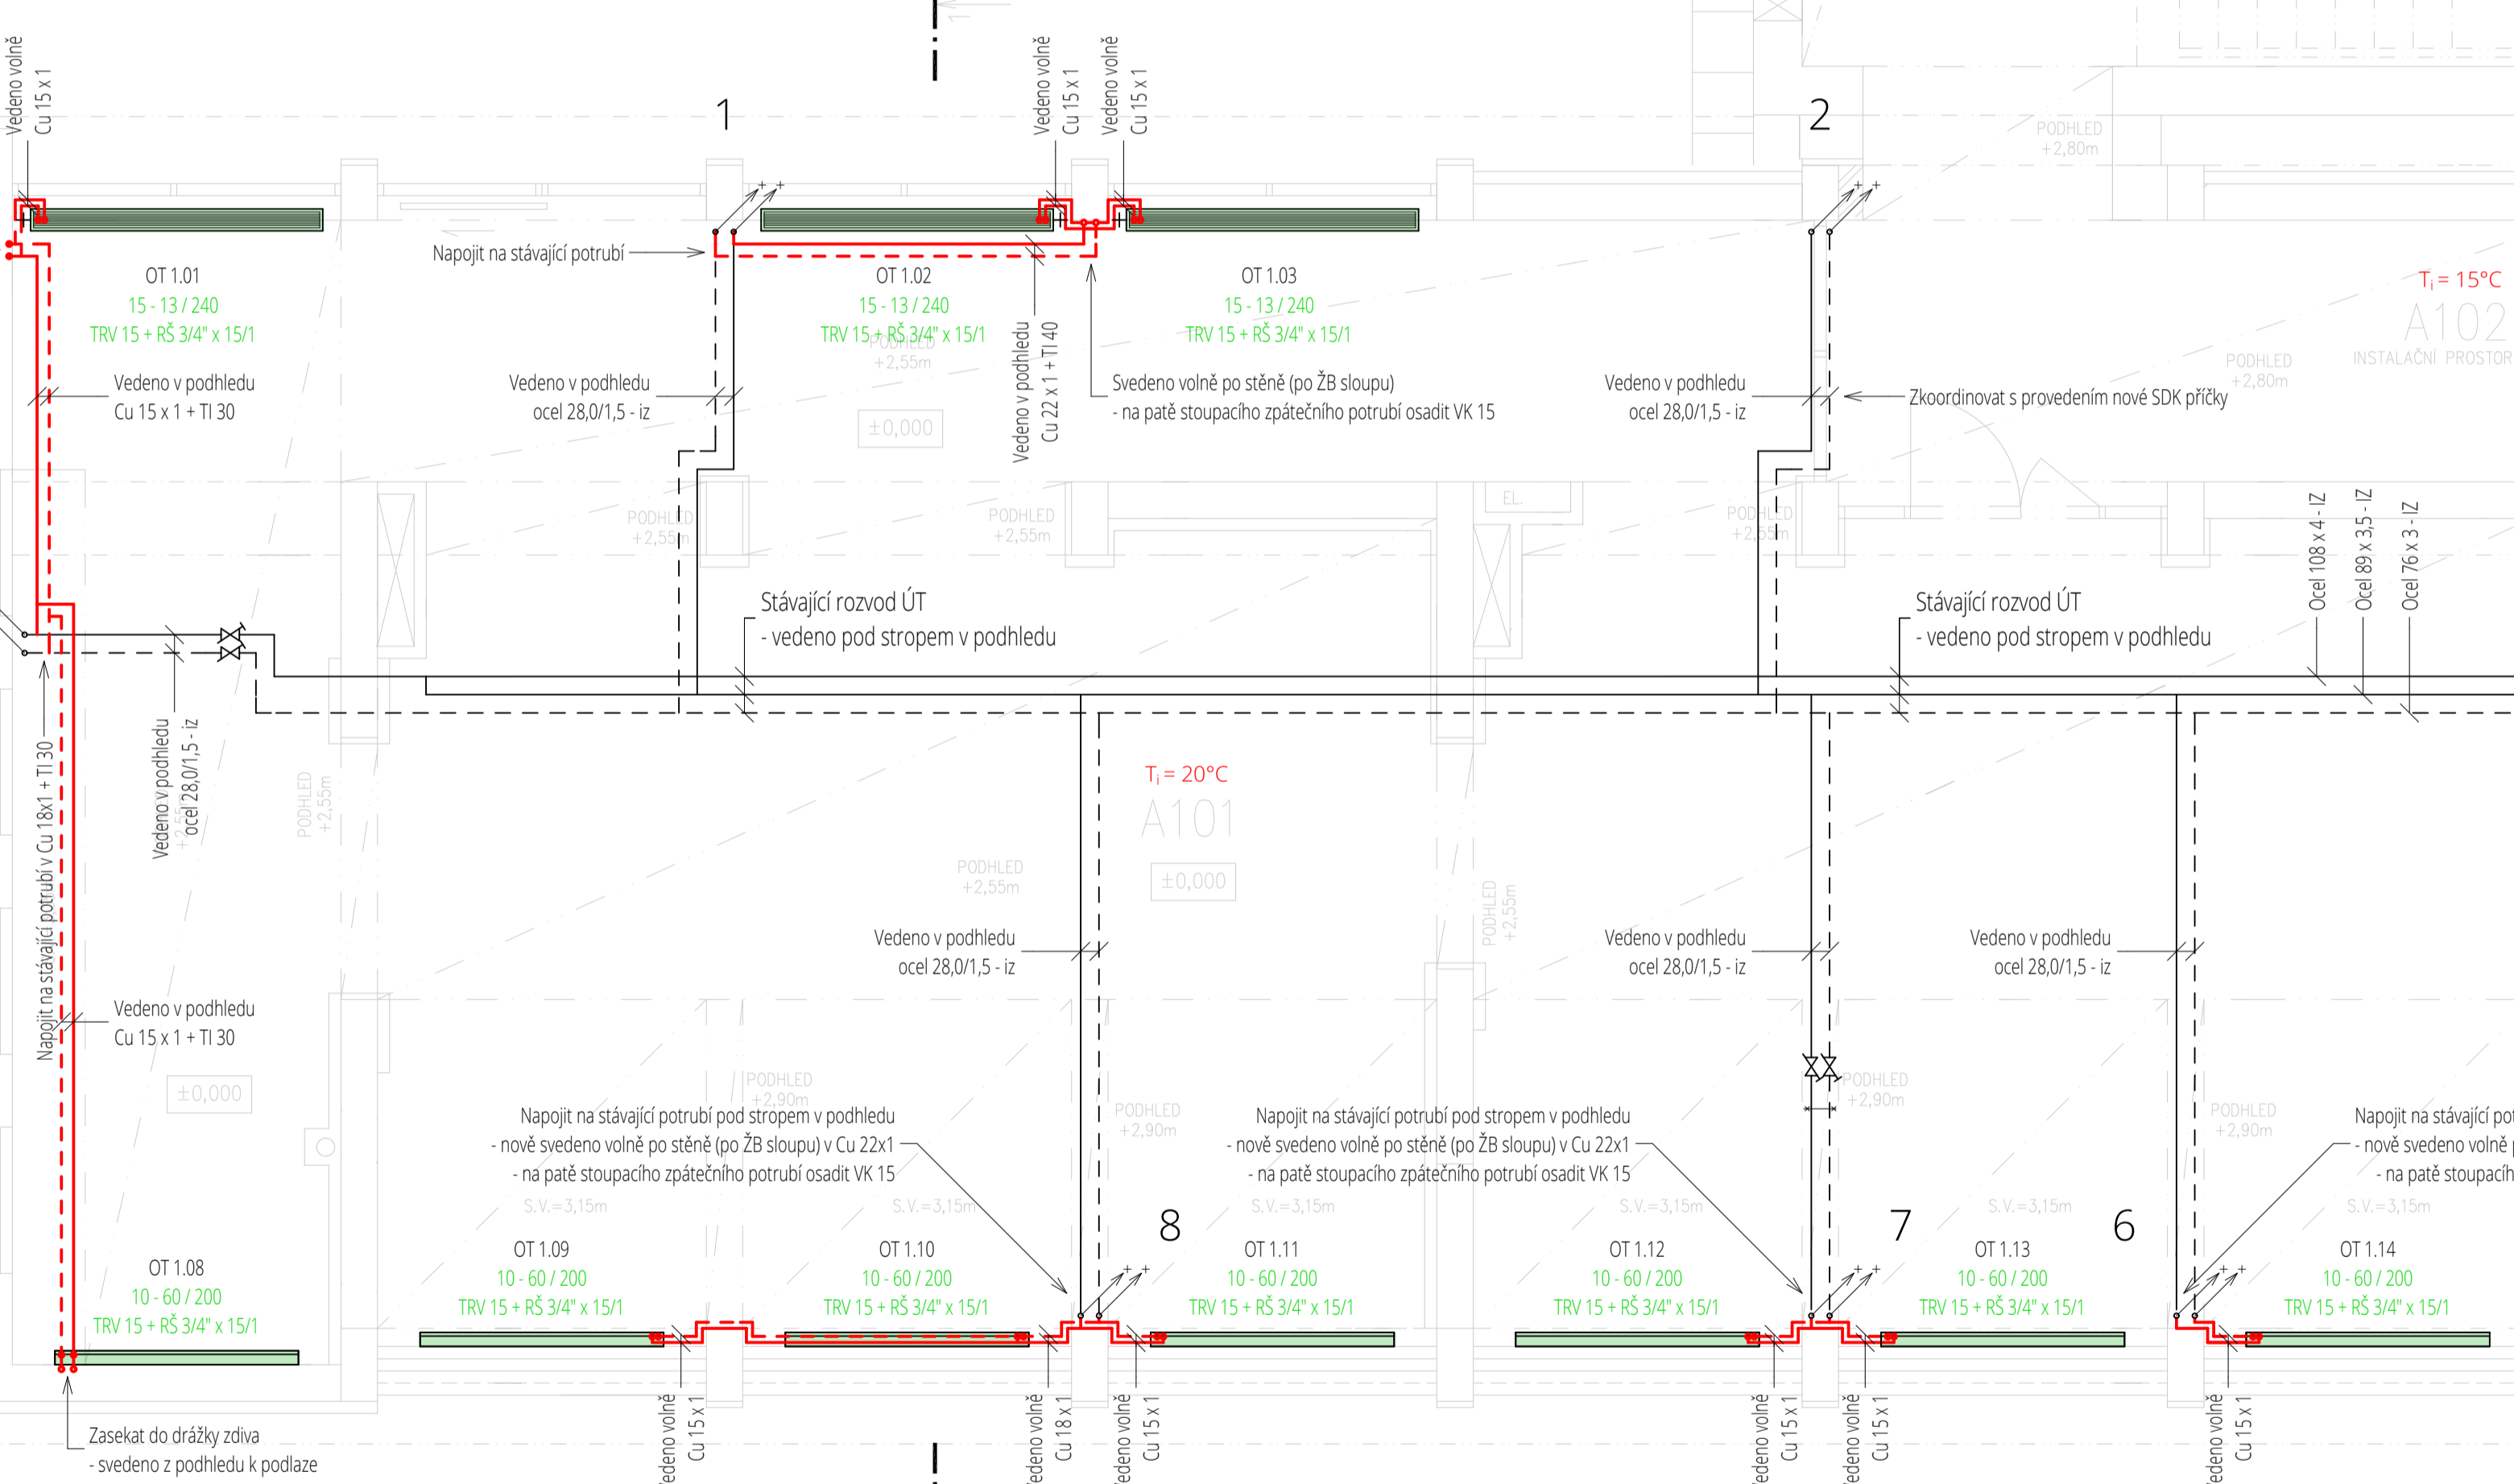 Vedeno volně
Cu 15 x 1
1
Vedeno volně
Cu 15 x 1
Vedeno volně
Cu 15 x 1
2
PODHLED
+2,80m
Napojit na stávající potrubí
OT 1.01
15 - 13 / 240
TRV 15 + RŠ 3/4" x 15/1
OT 1.02
15 - 13 / 240
TRV 15 + RŠ 3/4" x 15/1
PODHLED
+2,55m
OT 1.03
15 - 13 / 240
TRV 15 + RŠ 3/4" x 15/1
Tᵢ = 15°C
A102
INSTALAČNÍ PROSTOR
PODHLED
+2,80m
Vedeno v podhledu
Cu 15 x 1 + TI 30
Vedeno v podhledu
ocel 28,0/1,5 - iz
±0,000
Vedeno v podhledu
Cu 22 x 1 + TI 40
Svedeno volně po stěně (po ŽB sloupu)
- na patě stoupacího zpátečního potrubí osadit VK 15
Vedeno v podhledu
ocel 28,0/1,5 - iz
Zkoordinovat s provedením nové SDK příčky
PODHLED
+2,55m
PODHLED
+2,55m
EL.
PODHLED
+2,55m
Ocel 108 x 4 - IZ
Ocel 89 x 3,5 - IZ
Ocel 76 x 3 - IZ
Stávající rozvod ÚT
- vedeno pod stropem v podhledu
Stávající rozvod ÚT
- vedeno pod stropem v podhledu
Napojit na stávající potrubí v Cu 18x1 + TI 30
Vedeno v podhledu
ocel 28,0/1,5 - iz
PODHLED
+2,55m
Tᵢ = 20°C
A101
±0,000
PODHLED
+2,55m
PODHLED
+2,55m
Vedeno v podhledu
ocel 28,0/1,5 - iz
Vedeno v podhledu
ocel 28,0/1,5 - iz
Vedeno v podhledu
ocel 28,0/1,5 - iz
Vedeno v podhledu
Cu 15 x 1 + TI 30
±0,000
PODHLED
+2,90m
PODHLED
+2,90m
PODHLED
+2,90m
PODHLED
+2,90m
Napojit na stávající potrubí pod stropem v podhledu
- nově svedeno volně po stěně (po ŽB sloupu) v Cu 22x1
- na patě stoupacího zpátečního potrubí osadit VK 15
Napojit na stávající potrubí pod stropem v podhledu
- nově svedeno volně po stěně (po ŽB sloupu) v Cu 22x1
- na patě stoupacího zpátečního potrubí osadit VK 15
Napojit na stávající
- nově svedeno volně
- na patě
S.V.=3,15m
S.V.=3,15m
S.V.=3,15m
S.V.=3,15m
S.V.=3,15m
S.V.=3,15m
8
7
6
OT 1.08
10 - 60 / 200
TRV 15 + RŠ 3/4" x 15/1
OT 1.09
10 - 60 / 200
TRV 15 + RŠ 3/4" x 15/1
OT 1.10
10 - 60 / 200
TRV 15 + RŠ 3/4" x 15/1
OT 1.11
10 - 60 / 200
TRV 15 + RŠ 3/4" x 15/1
OT 1.12
10 - 60 / 200
TRV 15 + RŠ 3/4" x 15/1
OT 1.13
10 - 60 / 200
TRV 15 + RŠ 3/4" x 15/1
OT 1.14
10 - 60 / 200
TRV 15 + RŠ 3/4" x 15/1
Zasekat do drážky zdiva
- svedeno z podhledu k podlaze
volně
Cu 15 x 1
volně
Cu 18 x 1
volně
Cu 15 x 1
volně
Cu 15 x 1
volně
Cu 15 x 1
volně
Cu 15 x 1